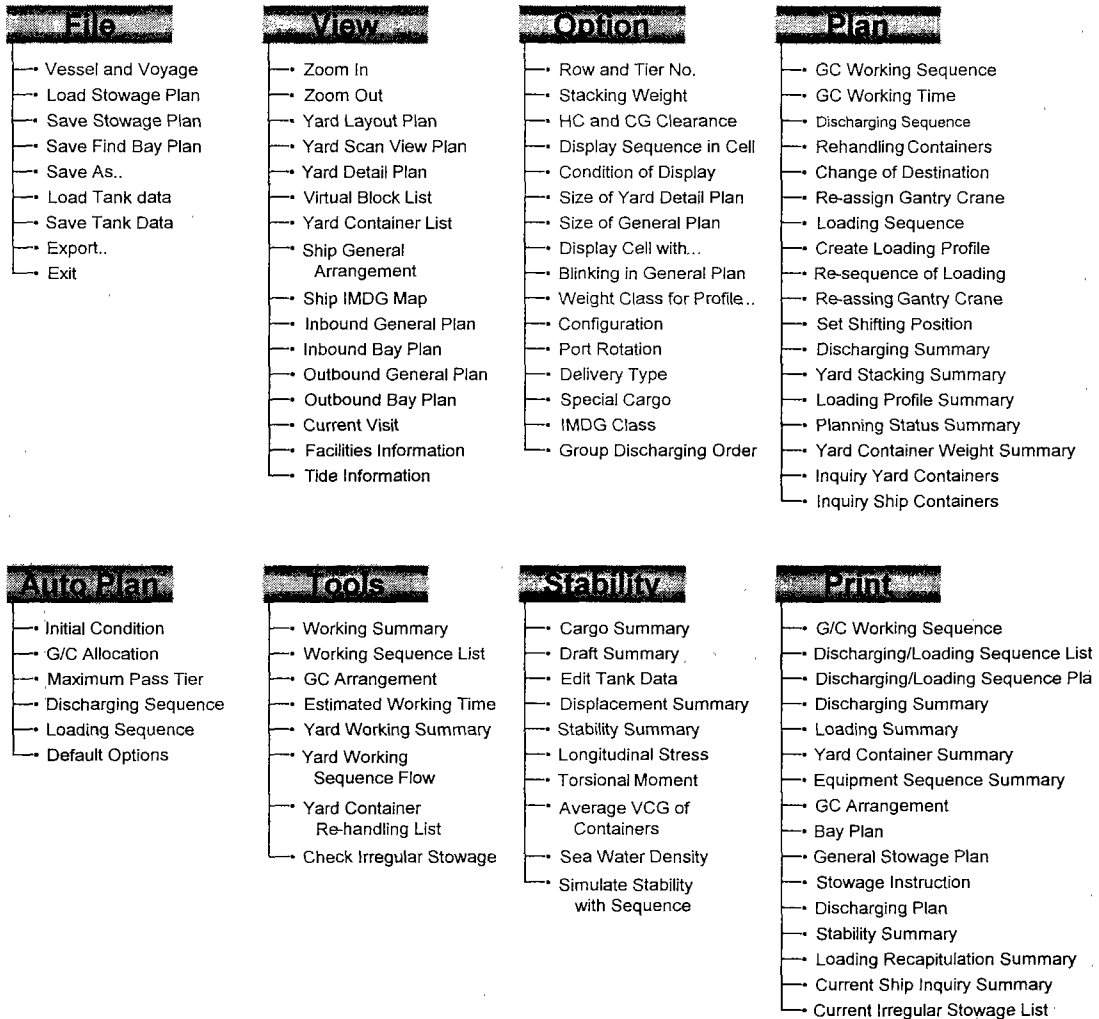 File
Vessel and Voyage
Load Stowage Plan
Save Stowage Plan
Save Find Bay Plan
Save As..
Load Tank data
Save Tank Data
Export..
Exit
View
Zoom In
Zoom Out
Yard Layout Plan
Yard Scan View Plan
Yard Detail Plan
Virtual Block List
Yard Container List
Ship General
Arrangement
Ship IMDG Map
Inbound General Plan
Inbound Bay Plan
Outbound General Plan
Outbound Bay Plan
Current Visit
Facilities Information
Tide Information
Option
Row and Tier No.
Stacking Weight
HC and CG Clearance
Display Sequence in Cell
Condition of Display
Size of Yard Detail Plan
Size of General Plan
Display Cell with...
Blinking in General Plan
Weight Class for Profile..
Configuration
Port Rotation
Delivery Type
Special Cargo
IMDG Class
Group Discharging Order
Plan
GC Working Sequence
GC Working Time
Discharging Sequence
Rehandling Containers
Change of Destination
Re-assign Gantry Crane
Loading Sequence
Create Loading Profile
Re-sequence of Loading
Re-assing Gantry Crane
Set Shifting Position
Discharging Summary
Yard Stacking Summary
Loading Profile Summary
Planning Status Summary
Yard Container Weight Summary
Inquiry Yard Containers
Inquiry Ship Containers
Auto Plan
Initial Condition
G/C Allocation
Maximum Pass Tier
Discharging Sequence
Loading Sequence
Default Options
Tools
Working Summary
Working Sequence List
GC Arrangement
Estimated Working Time
Yard Working Summary
Yard Working
Sequence Flow
Yard Container
Re-handling List
Check Irregular Stowage
Stability
Cargo Summary
Draft Summary
Edit Tank Data
Displacement Summary
Stability Summary
Longitudinal Stress
Torsional Moment
Average VCG of
Containers
Sea Water Density
Simulate Stability
with Sequence
Print
G/C Working Sequence
Discharging/Loading Sequence List
Discharging/Loading Sequence Pla
Discharging Summary
Loading Summary
Yard Container Summary
Equipment Sequence Summary
GC Arrangement
Bay Plan
General Stowage Plan
Stowage Instruction
Discharging Plan
Stability Summary
Loading Recapitulation Summary
Current Ship Inquiry Summary
Current Irregular Stowage List